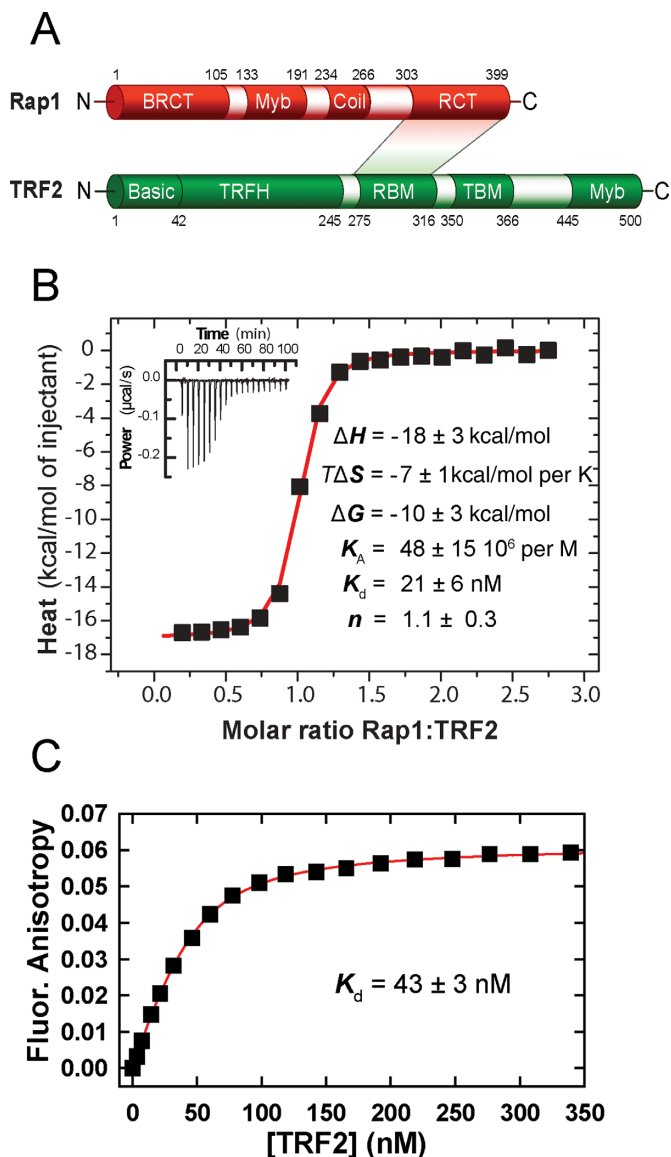 A
1 105 133 191 234 266 303 399
Rap1 N BRCT Myb Coil RCT C
TRF2 N Basic TRFH RBM TBM Myb C
1 42 245 275 316 350 366 445 500
B
Time (min)
0 20 40 60 80 100
0.0
-0.1
-0.2
Power (µcal/s)
0
-2
-4
-6
-8
-10
-12
-14
-16
-18
Heat (kcal/mol of injectant)
ΔH = -18 ± 3 kcal/mol
TΔS = -7 ± 1kcal/mol per K
ΔG = -10 ± 3 kcal/mol
KA = 48 ± 15 10⁶ per M
Kd = 21 ± 6 nM
n = 1.1 ± 0.3
0.0 0.5 1.0 1.5 2.0 2.5 3.0
Molar ratio Rap1:TRF2
C
0.07
0.06
0.05
0.04
0.03
0.02
0.01
0.00
Fluor. Anisotropy
Kd = 43 ± 3 nM
0 50 100 150 200 250 300 350
[TRF2] (nM)